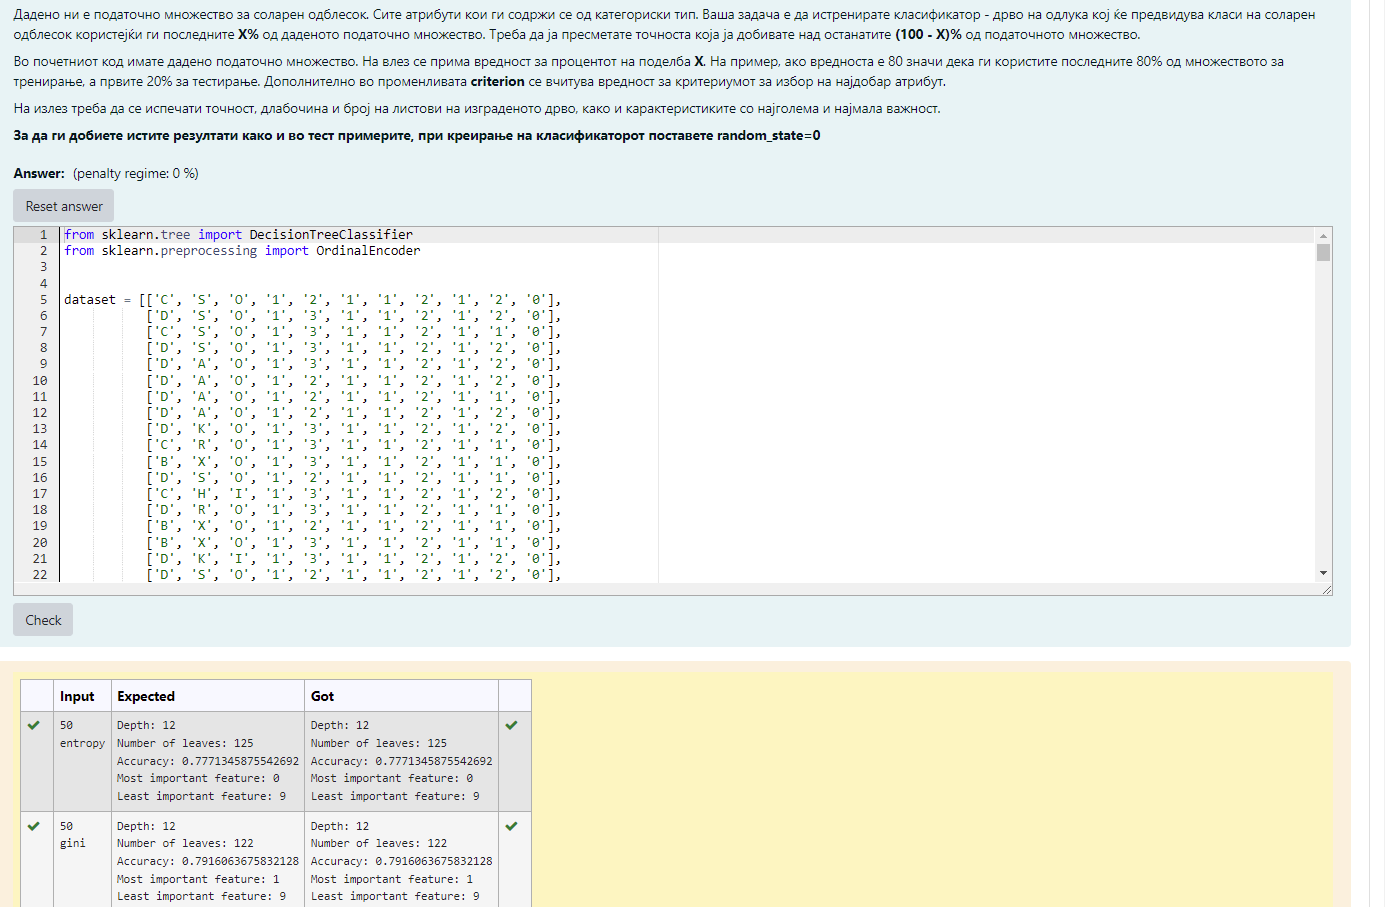 Дадено ни е податочно множество за соларен одблесок. Сите атрибути кои ги содржи се од категориски тип. Ваша задача е да истренирате класификатор - дрво на одлука кој ќе предвидува класи на соларен
одблесок користејќи ги последните X% од даденото податочно множество. Треба да ја пресметате точноста која ја добивате над останатите (100 - X)% од податочното множество.
Во почетниот код имате дадено податочно множество. На влез се прима вредност за процентот на поделба X. На пример, ако вредноста е 80 значи дека ги користите последните 80% од множеството за
тренирање, а првите 20% за тестирање. Дополнително во променливата criterion се вчитува вредност за критериумот за избор на најдобар атрибут.
На излез треба да се испечати точност, длабочина и број на листови на изграденото дрво, како и карактеристиките со најголема и најмала важност.
За да ги добиете истите резултати како и во тест примерите, при креирање на класификаторот поставете random_state=0
Answer: (penalty regime: 0 %)
Reset answer
1 from sklearn.tree import DecisionTreeClassifier
2 from sklearn.preprocessing import OrdinalEncoder
3
4
5 dataset = [['C', 'S', 'O', '1', '2', '1', '1', '2', '1', '2', '0'],
6 ['D', 'S', 'O', '1', '3', '1', '1', '2', '1', '2', '0'],
7 ['C', 'S', 'O', '1', '3', '1', '1', '2', '1', '1', '0'],
8 ['D', 'S', 'O', '1', '3', '1', '1', '2', '1', '2', '0'],
9 ['D', 'A', 'O', '1', '3', '1', '1', '2', '1', '2', '0'],
10 ['D', 'A', 'O', '1', '2', '1', '1', '2', '1', '2', '0'],
11 ['D', 'A', 'O', '1', '2', '1', '1', '2', '1', '1', '0'],
12 ['D', 'A', 'O', '1', '2', '1', '1', '2', '1', '2', '0'],
13 ['D', 'K', 'O', '1', '3', '1', '1', '2', '1', '2', '0'],
14 ['C', 'R', 'O', '1', '3', '1', '1', '2', '1', '1', '0'],
15 ['B', 'X', 'O', '1', '3', '1', '1', '2', '1', '1', '0'],
16 ['D', 'S', 'O', '1', '2', '1', '1', '2', '1', '1', '0'],
17 ['C', 'H', 'I', '1', '3', '1', '1', '2', '1', '2', '0'],
18 ['D', 'R', 'O', '1', '3', '1', '1', '2', '1', '1', '0'],
19 ['B', 'X', 'O', '1', '2', '1', '1', '2', '1', '1', '0'],
20 ['B', 'X', 'O', '1', '3', '1', '1', '2', '1', '1', '0'],
21 ['D', 'K', 'I', '1', '3', '1', '1', '2', '1', '2', '0'],
22 ['D', 'S', 'O', '1', '2', '1', '1', '2', '1', '2', '0'],
Check
Input Expected Got
50 Depth: 12 Depth: 12
entropy Number of leaves: 125 Number of leaves: 125
Accuracy: 0.7771345875542692 Accuracy: 0.7771345875542692
Most important feature: 0 Most important feature: 0
Least important feature: 9 Least important feature: 9
50 Depth: 12 Depth: 12
gini Number of leaves: 122 Number of leaves: 122
Accuracy: 0.7916063675832128 Accuracy: 0.7916063675832128
Most important feature: 1 Most important feature: 1
Least important feature: 9 Least important feature: 9